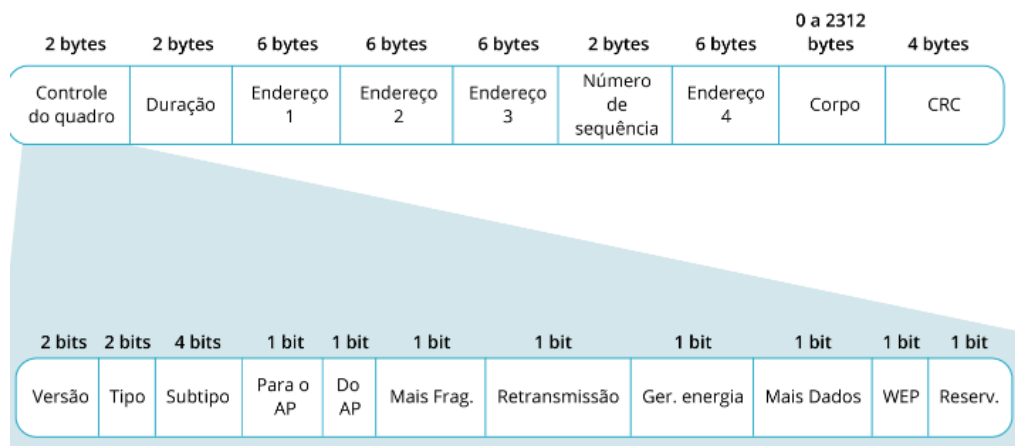 0 a 2312
2 bytes 2 bytes 6 bytes 6 bytes 6 bytes 2 bytes 6 bytes bytes 4 bytes
Controle
do quadro
Duração
Endereço
1
Endereço
2
Endereço
3
Número
de
sequência
Endereço
4
Corpo
CRC
2 bits 2 bits 4 bits 1 bit 1 bit 1 bit 1 bit 1 bit 1 bit 1 bit 1 bit
Versão
Tipo
Subtipo
Para o
AP
Do
AP
Mais Frag.
Retransmissão
Ger. energia
Mais Dados
WEP
Reserv.